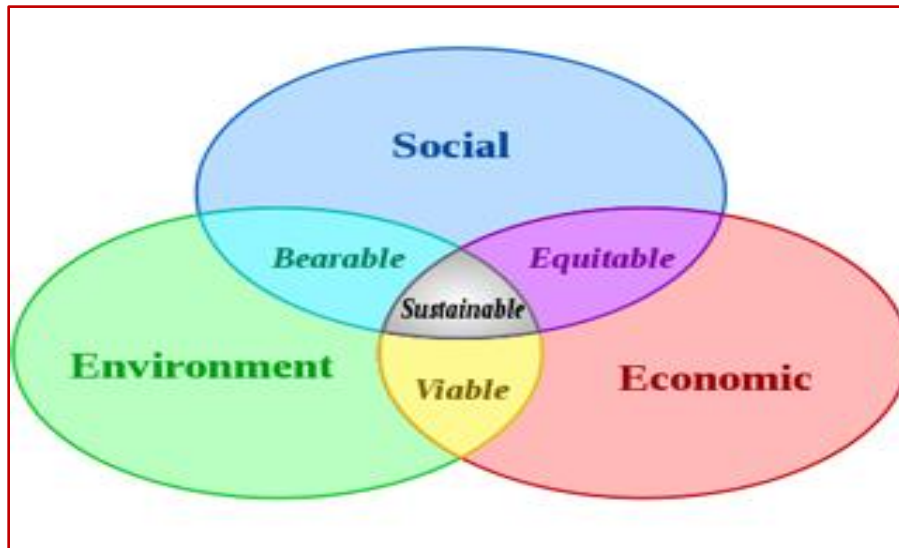 Social
Bearable
Equitable
Sustainable
Environment
Economic
Viable